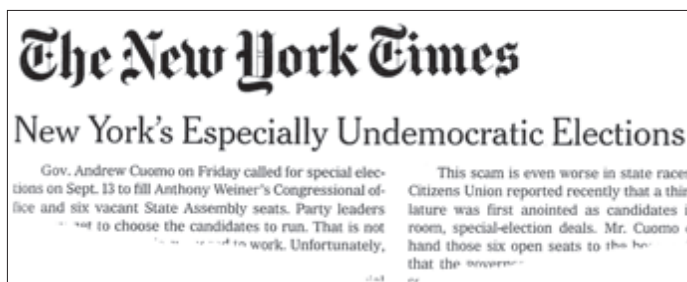 The New York Times
New York's Especially Undemocratic Elections
Gov. Andrew Cuomo on Friday called for special elec-
tions on Sept. 13 to fill Anthony Weiner's Congressional of-
fice and six vacant State Assembly seats. Party leaders
to choose the candidates to run. That is not
to work. Unfortunately,
This scam is even worse in state races
Citizens Union reported recently that a thir
lature was first anointed as candidates i
room, special-election deals. Mr. Cuomo
hand those six open seats to the
that the